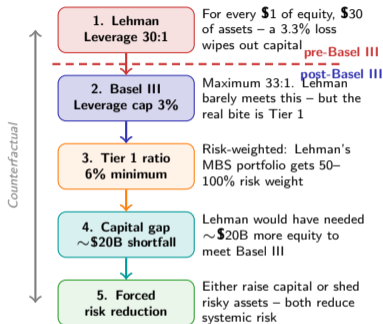 1. Lehman
Leverage 30:1
For every $1 of equity, $30
of assets – a 3.3% loss
wipes out capital
pre-Basel III
post-Basel III
2. Basel III
Leverage cap 3%
Maximum 33:1. Lehman
barely meets this – but the
real bite is Tier 1
3. Tier 1 ratio
6% minimum
Risk-weighted: Lehman's
MBS portfolio gets 50–
100% risk weight
4. Capital gap
~$20B shortfall
Lehman would have needed
~$20B more equity to
meet Basel III
5. Forced
risk reduction
Either raise capital or shed
risky assets – both reduce
systemic risk
Counterfactual